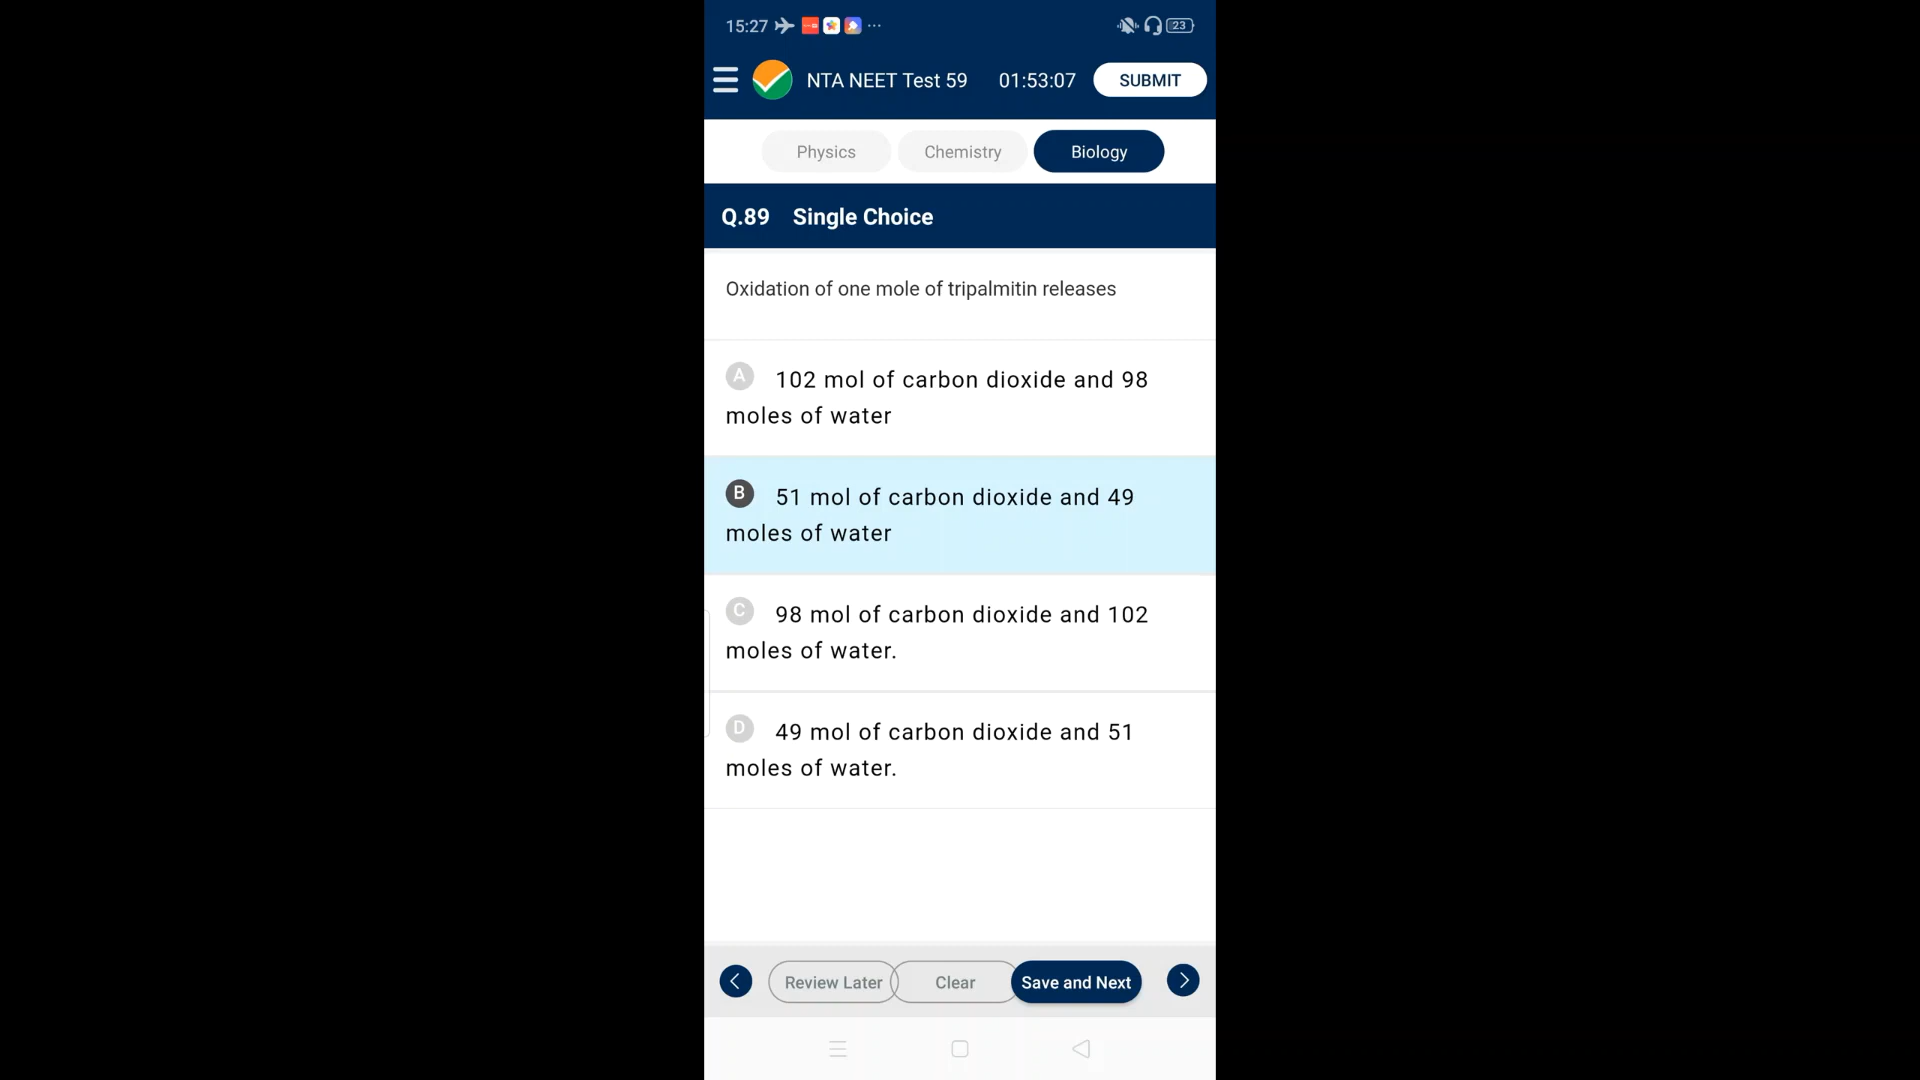 15:27 ··· 23
NTA NEET Test 59 01:53:07 SUBMIT
Physics Chemistry Biology
Q.89 Single Choice
Oxidation of one mole of tripalmitin releases
A 102 mol of carbon dioxide and 98
moles of water
B 51 mol of carbon dioxide and 49
moles of water
C 98 mol of carbon dioxide and 102
moles of water.
D 49 mol of carbon dioxide and 51
moles of water.
Review Later Clear Save and Next